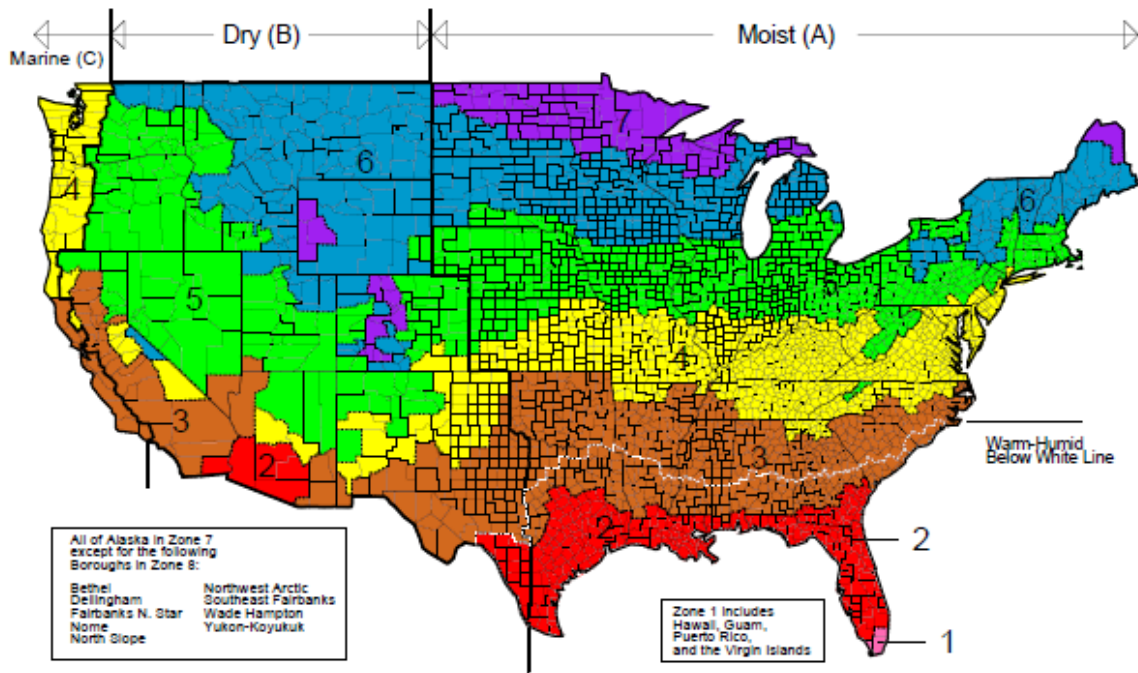 Dry (B)
Moist (A)
Marine (C)
7
6
6
4
5
5
4
3
3
Warm-Humid
Below White Line
2
2
2
All of Alaska in Zone 7
except for the following
Boroughs in Zone 8:
Bethel
Northwest Arctic
Dellingham
Southeast Fairbanks
Fairbanks N. Star
Wade Hampton
Nome
Yukon-Koyukuk
North Slope
Zone 1 includes
Hawaii, Guam,
Puerto Rico,
and the Virgin Islands
1